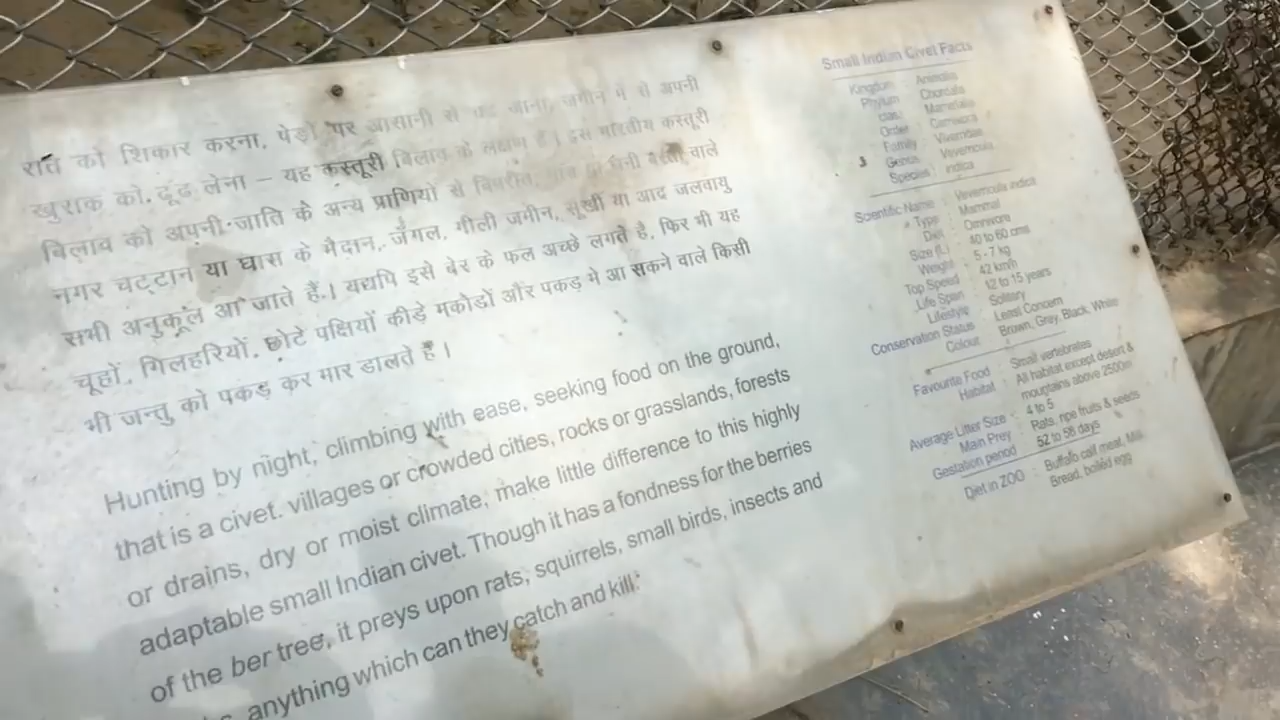 रात को शिकार करना, पेड़ों पर आसानी से चढ़ जाना, जमीन में से अपनी
खुराक को ढूंढ लेना – यह कस्तूरी बिलाव के लक्षण हैं। इस भारतीय कस्तूरी
बिलाव को अपनी जाति के अन्य प्राणियों से विपरीत, गांव घनी वाले
नगर चट्टान या घास के मैदान, जंगल, गीली जमीन, सूखी या आद जलवायु
सभी अनुकूल आ जाते हैं। यद्यपि इसे बेर के फल अच्छे लगते है, फिर भी यह
चूहों, गिलहरियों, छोटे पक्षियों कीड़े मकोडों और पकड़ मे आ सकने वाले किसी
भी जन्तु को पकड़ कर मार डालते है।
Hunting by night, climbing with ease, seeking food on the ground,
that is a civet. villages or crowded cities, rocks or grasslands, forests
or drains, dry or moist climate, make little difference to this highly
adaptable small Indian civet. Though it has a fondness for the berries
of the ber tree, it preys upon rats, squirrels, small birds, insects and
anything which can they catch and kill.
Small Indian Civet Facts
Kingdom : Animalia
Phylum : Chordata
class : Mamalia
Order : Carnivora
Family : Viverridae
Genus : Viverricula
Species : indica
Scientific Name : Viverricula indica
Type : Mammal
Diet : Omnivore
Size (L) : 40 to 60 cms
Weight : 5 - 7 kg
Top Speed : 42 km/h
Life Span : 12 to 15 years
Lifestyle : Solitary
Conservation Status : Least Concern
Colour : Brown, Gray, Black, White
Favourite Food : Small vertebrates
Habitat : All habitat except desert &
mountains above 2500m
Average Litter Size : 4 to 5
Main Prey : Rats, ripe fruits & seeds
Gestation period : 52 to 58 days
Diet in ZOO : Buffalo calf meat, Milk
Bread, boiled egg